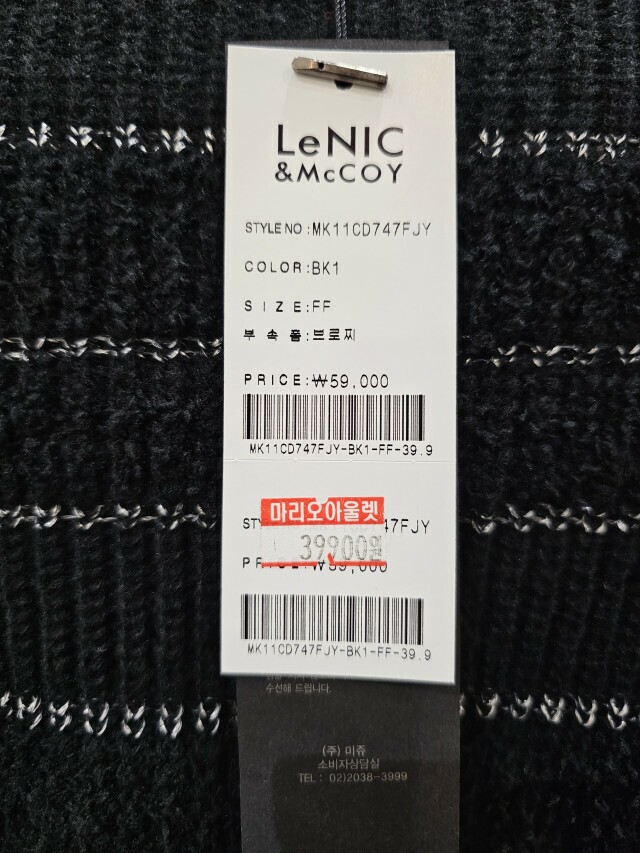 LeNIC
&McCOY
STYLE NO :MK11CD747FJY
COLOR:BK1
SIZE:FF
부속품:브로찌
PRICE:₩59,000
MK11CD747FJY-BK1-FF-39.9
마리오아울렛
47FJY
39,900원
MK11CD747FJY-BK1-FF-39.9
수선해 드립니다.
(주) 미쥬
소비자상담실
TEL : 02)2038-3999